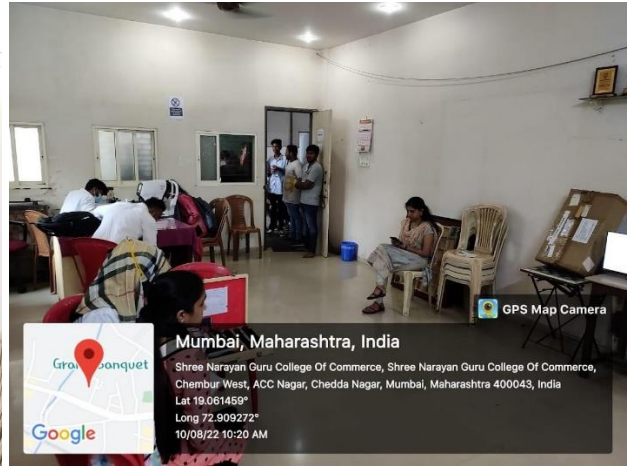 GPS Map Camera
Mumbai, Maharashtra, India
Shree Narayan Guru College Of Commerce, Shree Narayan Guru College Of Commerce,
Chembur West, ACC Nagar, Chedda Nagar, Mumbai, Maharashtra 400043, India
Lat 19.061459°
Long 72.909272°
10/08/22 10:20 AM
Google